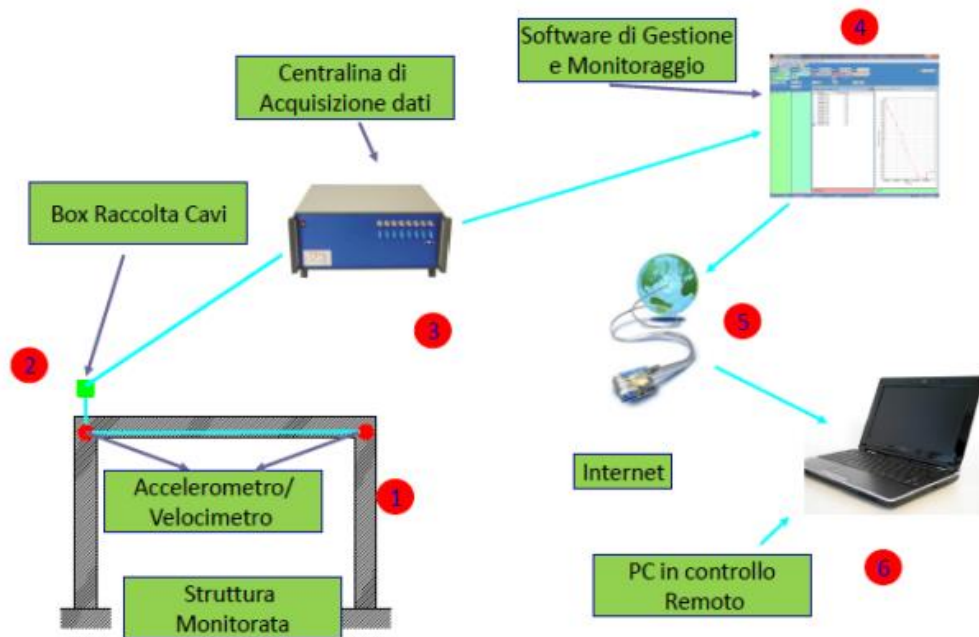 Software di Gestione
e Monitoraggio
4
Centralina di
Acquisizione dati
Box Raccolta Cavi
3
5
2
Accelerometro/
Velocimetro
1
Internet
Struttura
Monitorata
PC in controllo
Remoto
6